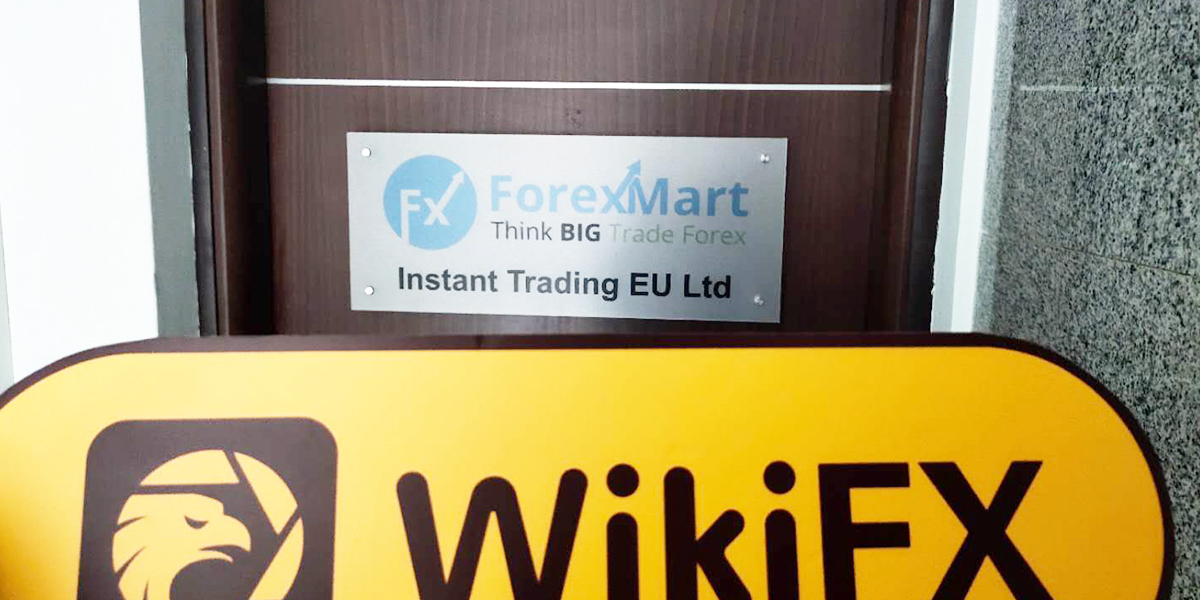 Fx
ForexMart
Think BIG Trade Forex
Instant Trading EU Ltd
WikiFX